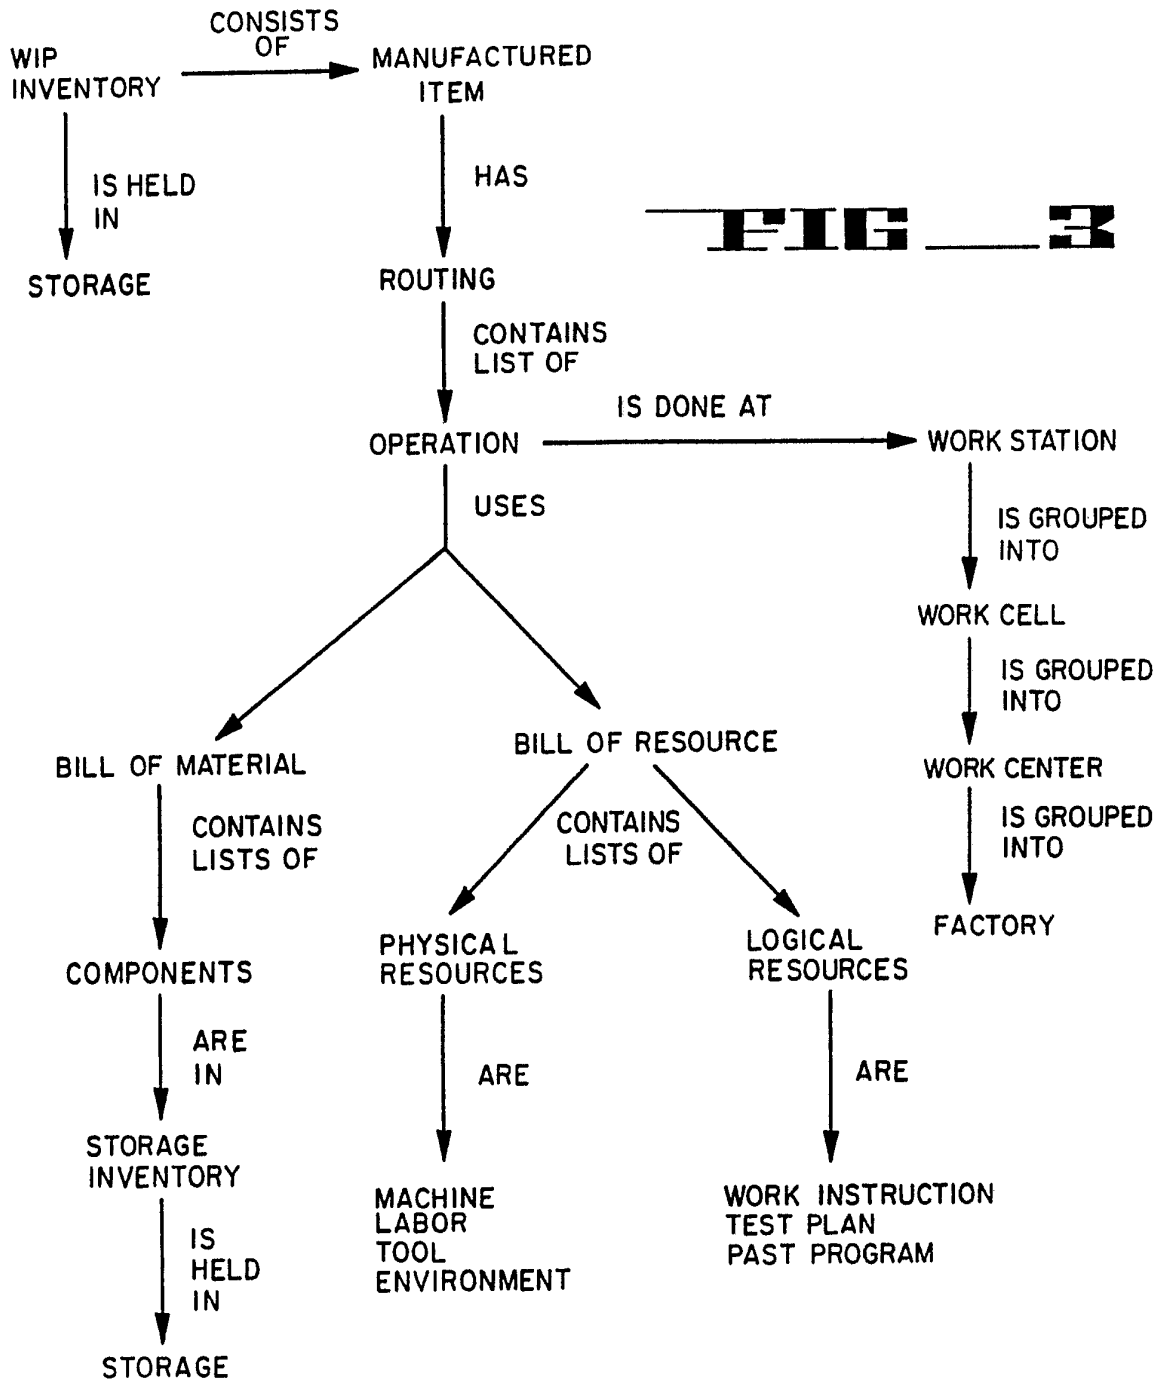 CONSISTS
OF
WIP
INVENTORY
MANUFACTURED
ITEM
IS HELD
IN
HAS
FIG_3
STORAGE
ROUTING
CONTAINS
LIST OF
IS DONE AT
OPERATION
WORK STATION
USES
IS GROUPED
INTO
WORK CELL
IS GROUPED
INTO
BILL OF MATERIAL
BILL OF RESOURCE
WORK CENTER
IS GROUPED
INTO
CONTAINS
LISTS OF
CONTAINS
LISTS OF
FACTORY
COMPONENTS
PHYSICAL
RESOURCES
LOGICAL
RESOURCES
ARE
IN
ARE
ARE
STORAGE
INVENTORY
MACHINE
LABOR
TOOL
ENVIRONMENT
WORK INSTRUCTION
TEST PLAN
PAST PROGRAM
IS
HELD
IN
STORAGE